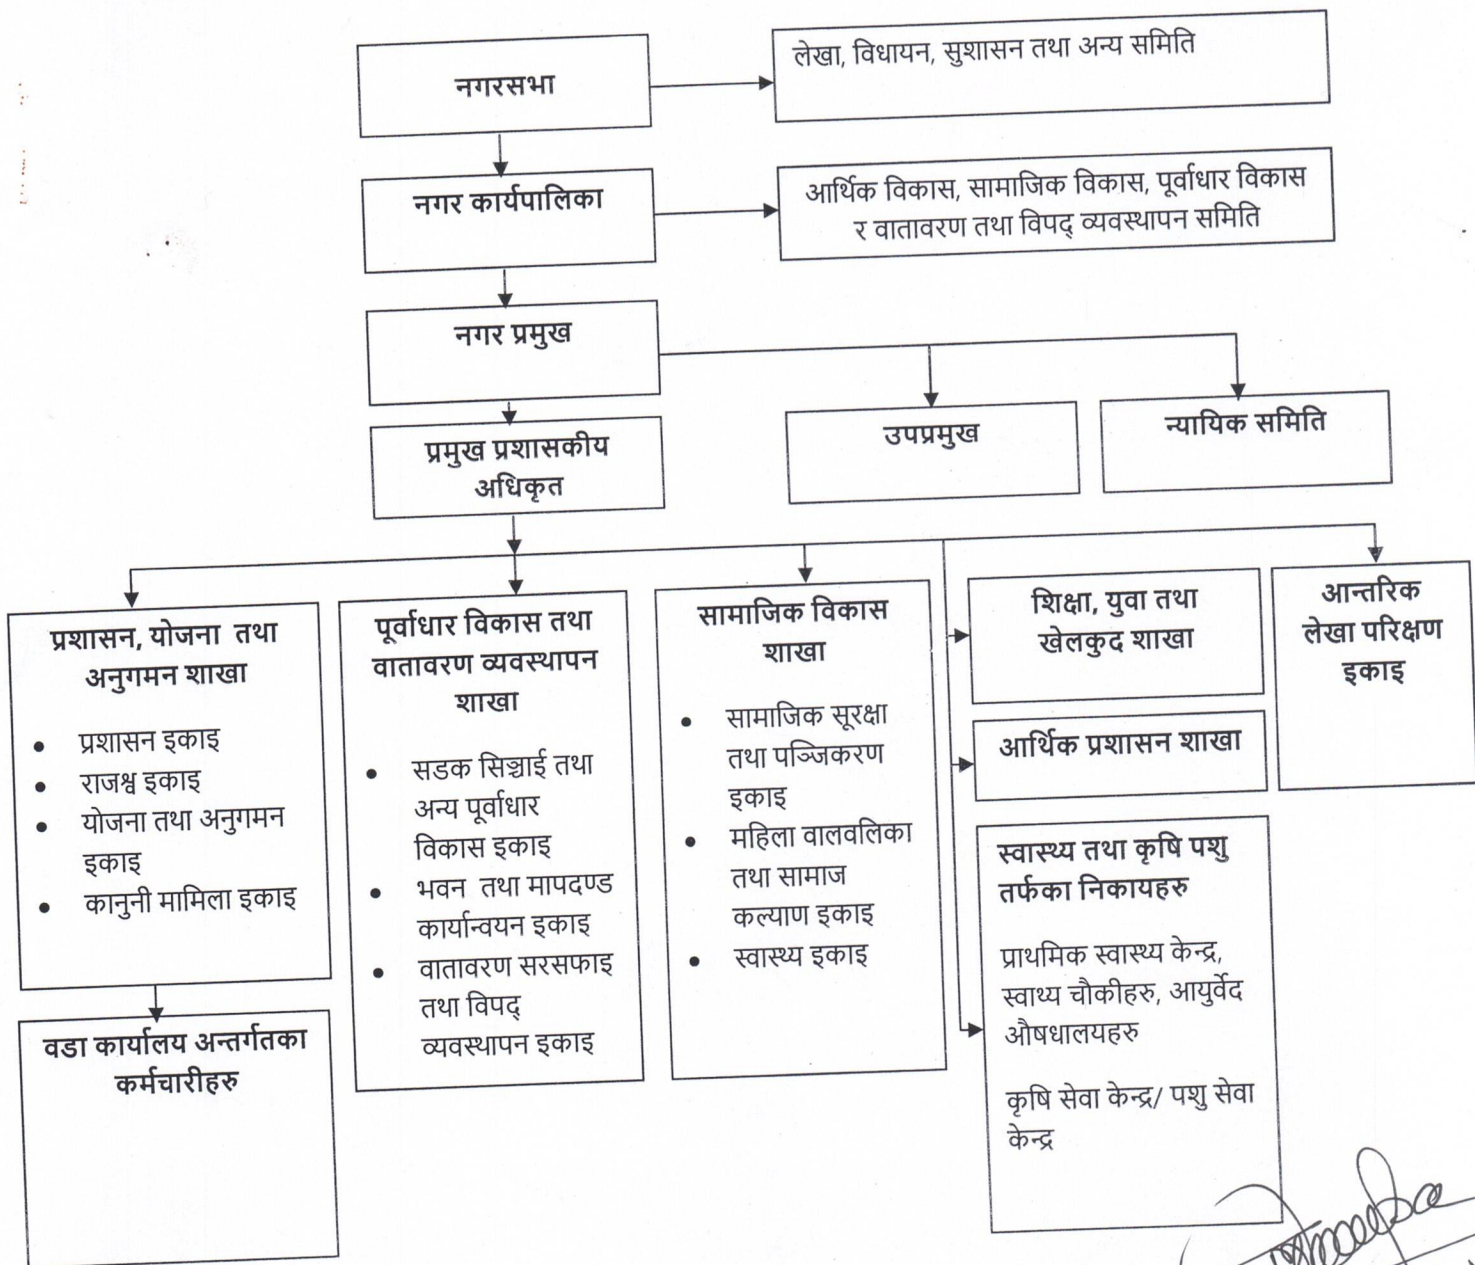 नगरसभा
लेखा, विधायन, सुशासन तथा अन्य समिति
नगर कार्यपालिका
आर्थिक विकास, सामाजिक विकास, पूर्वाधार विकास
र वातावरण तथा विपद् व्यवस्थापन समिति
नगर प्रमुख
प्रमुख प्रशासकीय
अधिकृत
उपप्रमुख
न्यायिक समिति
प्रशासन, योजना तथा
अनुगमन शाखा
• प्रशासन इकाइ
• राजश्व इकाइ
• योजना तथा अनुगमन
इकाइ
• कानुनी मामिला इकाइ
वडा कार्यालय अन्तर्गतका
कर्मचारीहरु
पूर्वाधार विकास तथा
वातावरण व्यवस्थापन
शाखा
• सडक सिञ्चाई तथा
अन्य पूर्वाधार
विकास इकाइ
• भवन तथा मापदण्ड
कार्यान्वयन इकाइ
• वातावरण सरसफाइ
तथा विपद्
व्यवस्थापन इकाइ
सामाजिक विकास
शाखा
• सामाजिक सूरक्षा
तथा पञ्जिकरण
इकाइ
• महिला वालवलिका
तथा सामाज
कल्याण इकाइ
• स्वास्थ्य इकाइ
शिक्षा, युवा तथा
खेलकुद शाखा
आर्थिक प्रशासन शाखा
स्वास्थ्य तथा कृषि पशु
तर्फका निकायहरु
प्राथमिक स्वास्थ्य केन्द्र,
स्वाथ्य चौकीहरु, आयुर्वेद
औषधालयहरु
कृषि सेवा केन्द्र/ पशु सेवा
केन्द्र
आन्तरिक
लेखा परिक्षण
इकाइ